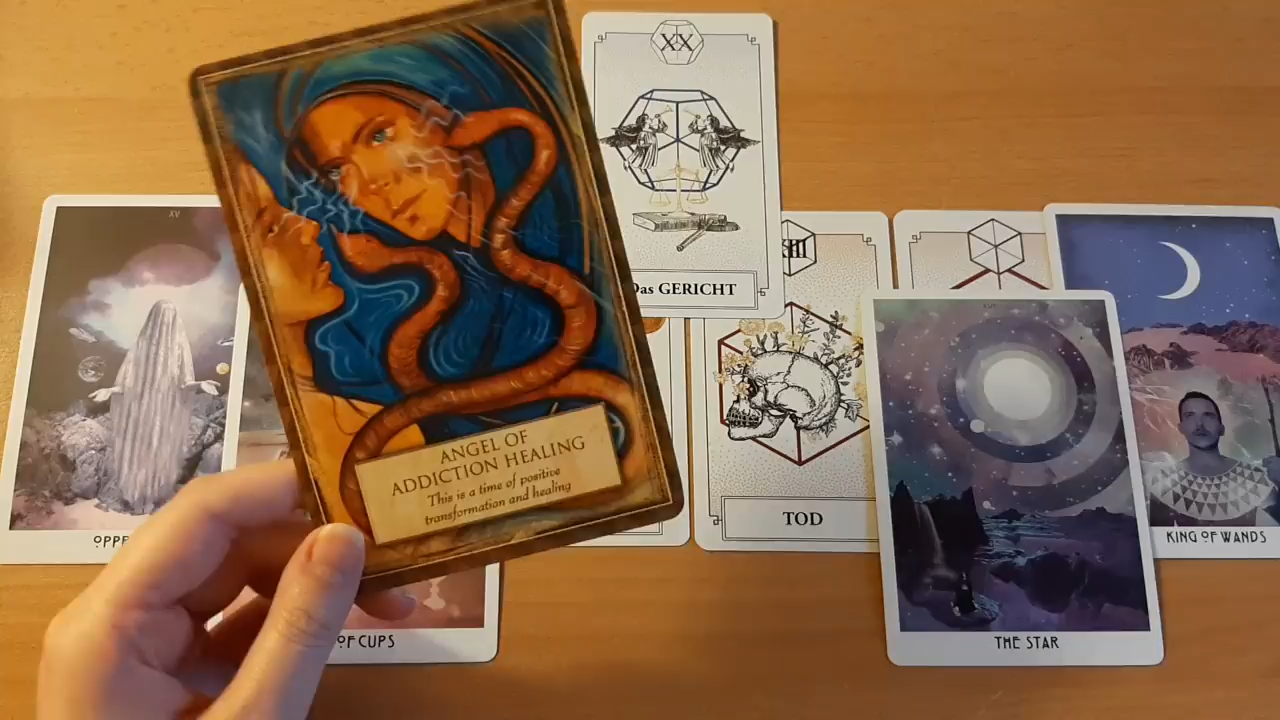 XX
Das GERICHT
XIII
XV
ANGEL OF
ADDICTION HEALING
This is a time of positive
transformation and healing
OPPE
OF CUPS
TOD
THE STAR
KING OF WANDS